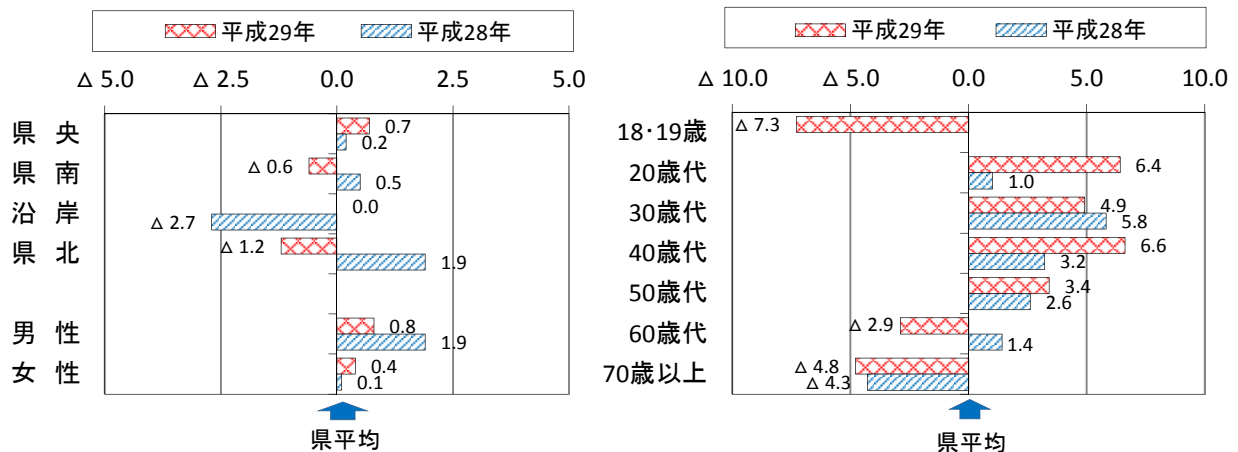 平成29年 平成28年
△ 5.0 △ 2.5 0.0 2.5 5.0
県 央 0.7
0.2
県 南 △ 0.6
0.5
沿 岸 0.0
△ 2.7
県 北 △ 1.2
1.9
男 性 0.8
1.9
女 性 0.4
0.1
県平均
平成29年 平成28年
△ 10.0 △ 5.0 0.0 5.0 10.0
18･19歳 △ 7.3
20歳代 6.4
1.0
30歳代 4.9
5.8
40歳代 6.6
3.2
50歳代 3.4
2.6
60歳代 △ 2.9
1.4
70歳以上 △ 4.8
△ 4.3
県平均